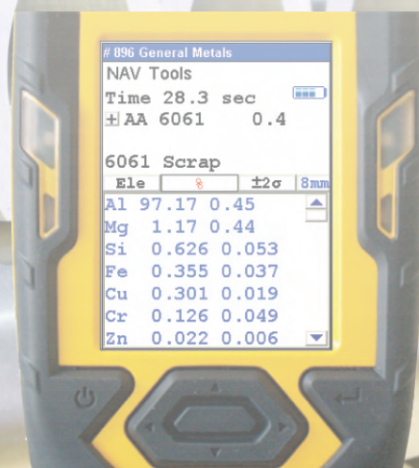 # 896 General Metals
NAV Tools
Time 28.3 sec
+ AA 6061 0.4
6061 Scrap
Ele % ±2σ 8mm
Al 97.17 0.45
Mg 1.17 0.44
Si 0.626 0.053
Fe 0.355 0.037
Cu 0.301 0.019
Cr 0.126 0.049
Zn 0.022 0.006